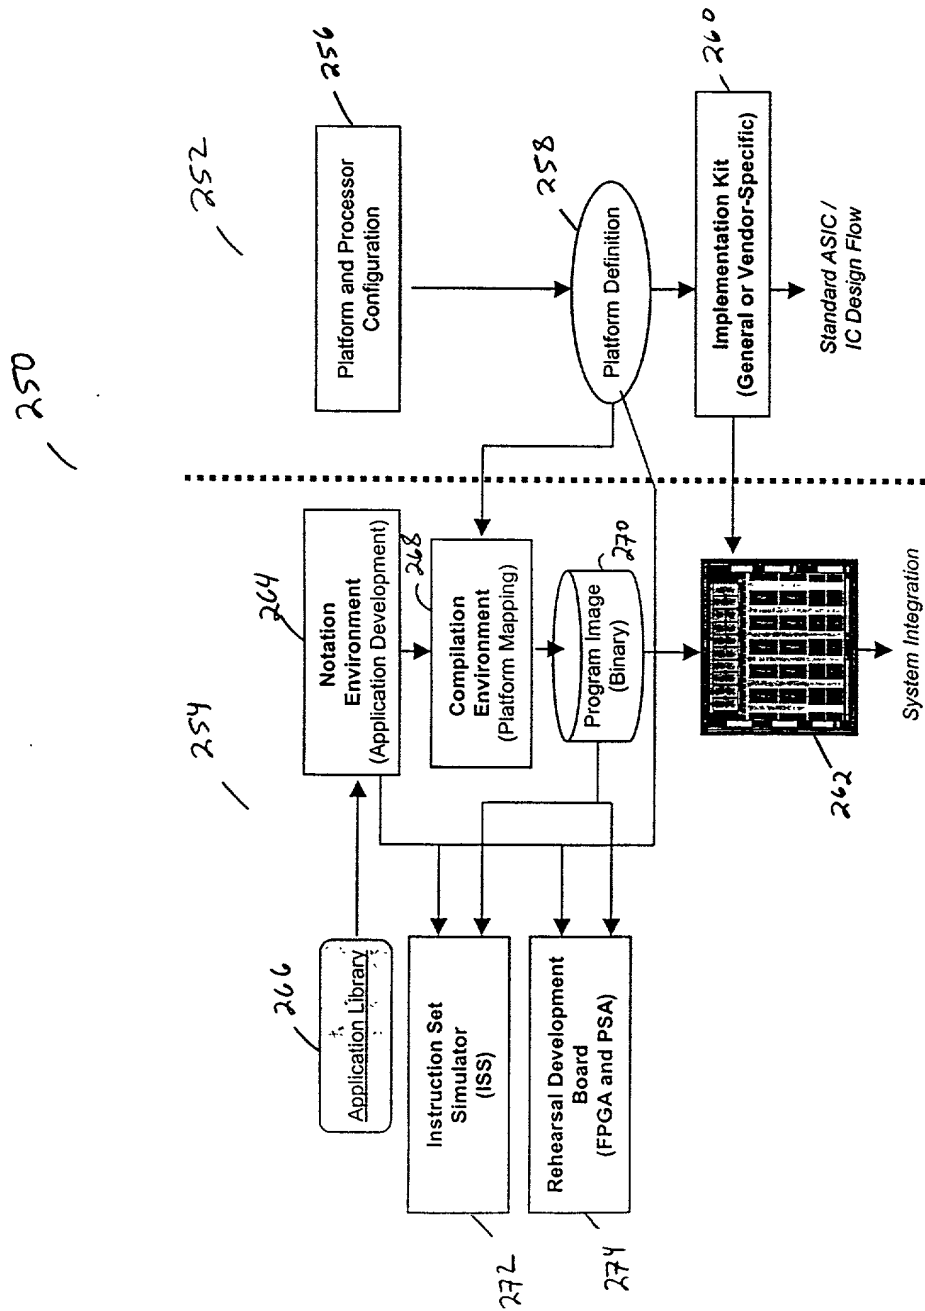 250
252
254
256
Platform and Processor
Configuration
258
Platform Definition
260
Implementation Kit
(General or Vendor-Specific)
Standard ASIC /
IC Design Flow
264
Notation
Environment
(Application Development)
266
Application Library
268
Compilation
Environment
(Platform Mapping)
270
Program Image
(Binary)
262
System Integration
Instruction Set
Simulator
(ISS)
272
Rehearsal Development
Board
(FPGA and PSA)
274